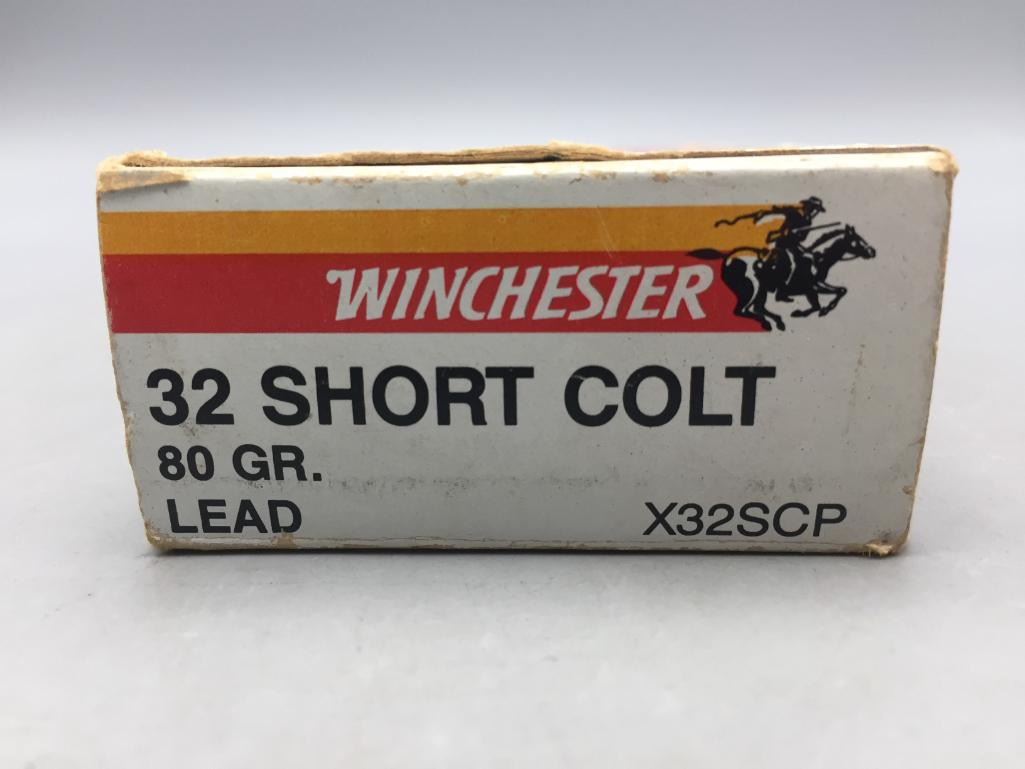 WINCHESTER
32 SHORT COLT
80 GR.
LEAD X32SCP